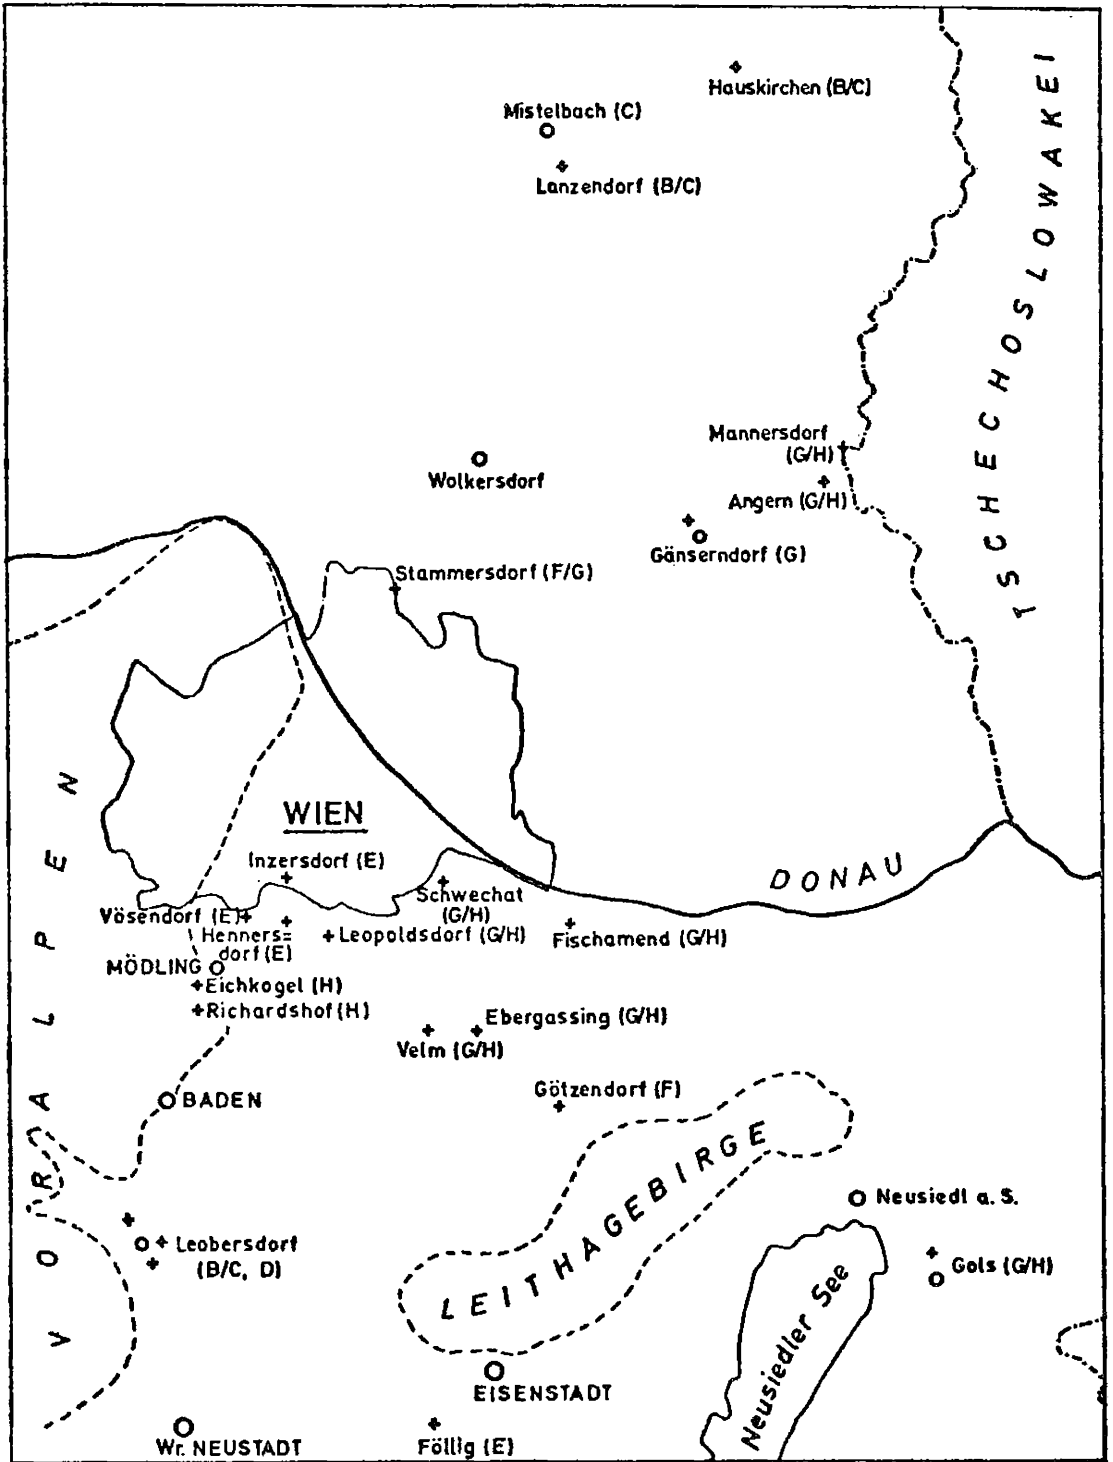 Hauskirchen (B/C)
Mistelbach (C)
Lanzendorf (B/C)
TSCHECHOSLOWAKEI
Mannersdorf
(G/H)
Wolkersdorf
Angern (G/H)
Gänserndorf (G)
Stammersdorf (F/G)
VORALPEN
WIEN
Inzersdorf (E)
DONAU
Schwechat
(G/H)
Vösendorf (E)
Henners=
dorf (E)
Leopoldsdorf (G/H)
Fischamend (G/H)
MÖDLING
Eichkogel (H)
Richardshof (H)
Ebergassing (G/H)
Velm (G/H)
Götzendorf (F)
BADEN
LEITHAGEBIRGE
Neusiedl a. S.
Leobersdorf
(B/C, D)
Gols (G/H)
Neusiedler See
EISENSTADT
Wr. NEUSTADT
Föllig (E)